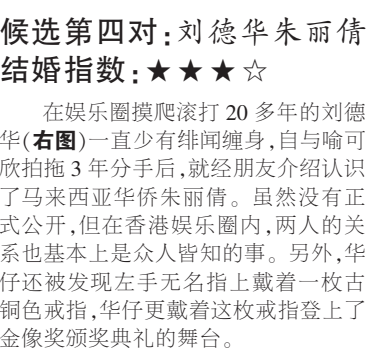 候选第四对:刘德华朱丽倩
结婚指数:★★★☆
在娱乐圈摸爬滚打 20 多年的刘德
华(右图)一直少有绯闻缠身,自与喻可
欣拍拖 3 年分手后,就经朋友介绍认识
了马来西亚华侨朱丽倩。虽然没有正
式公开,但在香港娱乐圈内,两人的关
系也基本上是众人皆知的事。另外,华
仔还被发现左手无名指上戴着一枚古
铜色戒指,华仔更戴着这枚戒指登上了
金像奖颁奖典礼的舞台。